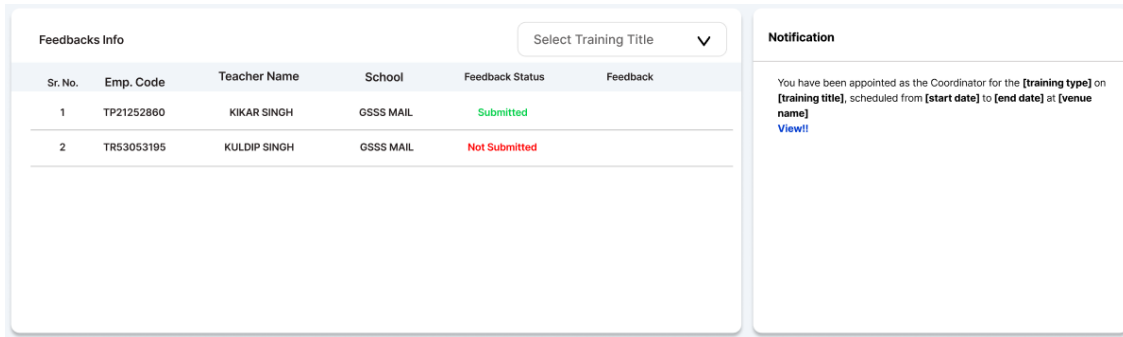 Feedbacks Info
Select Training Title
Sr. No. Emp. Code Teacher Name School Feedback Status Feedback
1 TP21252860 KIKAR SINGH GSSS MAIL Submitted
2 TR53053195 KULDIP SINGH GSSS MAIL Not Submitted
Notification
You have been appointed as the Coordinator for the [training type] on
[training title], scheduled from [start date] to [end date] at [venue
name]
View!!